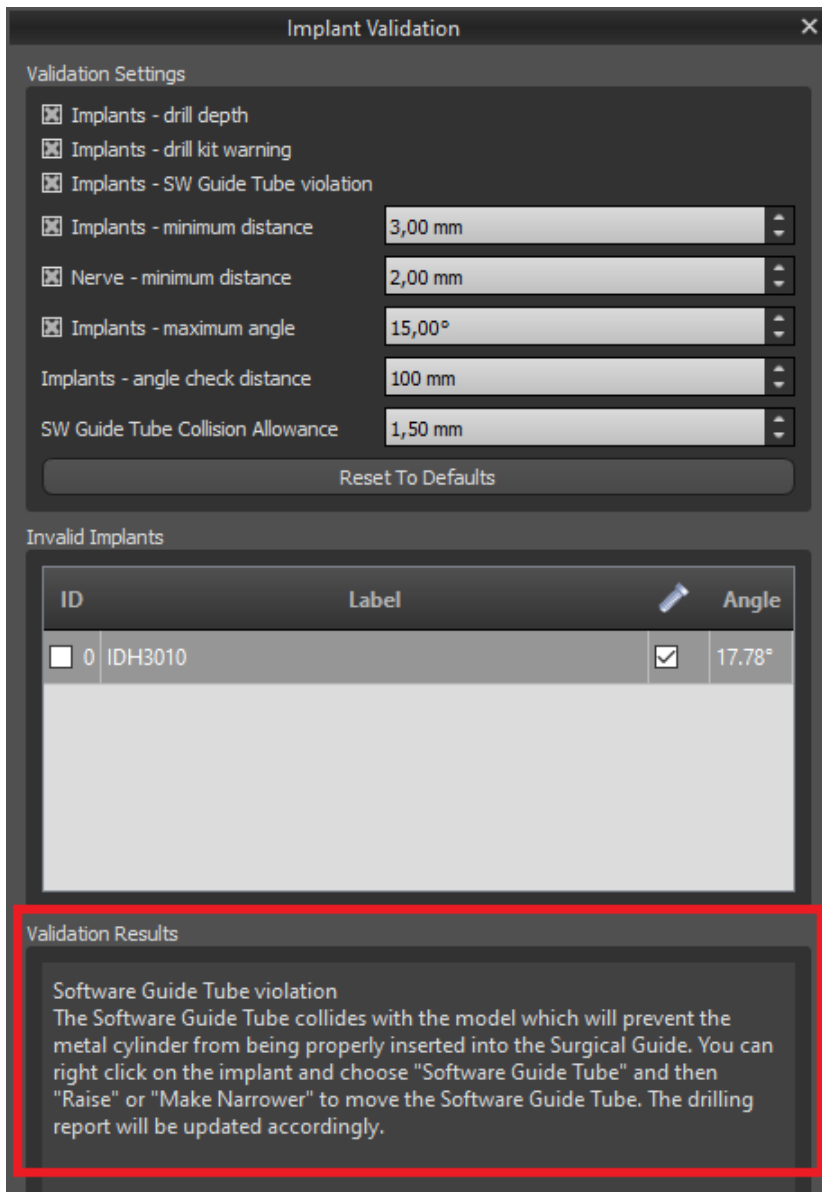 Implant Validation
Validation Settings
Implants - drill depth
Implants - drill kit warning
Implants - SW Guide Tube violation
Implants - minimum distance 3,00 mm
Nerve - minimum distance 2,00 mm
Implants - maximum angle 15,00°
Implants - angle check distance 100 mm
SW Guide Tube Collision Allowance 1,50 mm
Reset To Defaults
Invalid Implants
ID Label Angle
0 IDH3010 17.78°
Validation Results
Software Guide Tube violation
The Software Guide Tube collides with the model which will prevent the
metal cylinder from being properly inserted into the Surgical Guide. You can
right click on the implant and choose "Software Guide Tube" and then
"Raise" or "Make Narrower" to move the Software Guide Tube. The drilling
report will be updated accordingly.